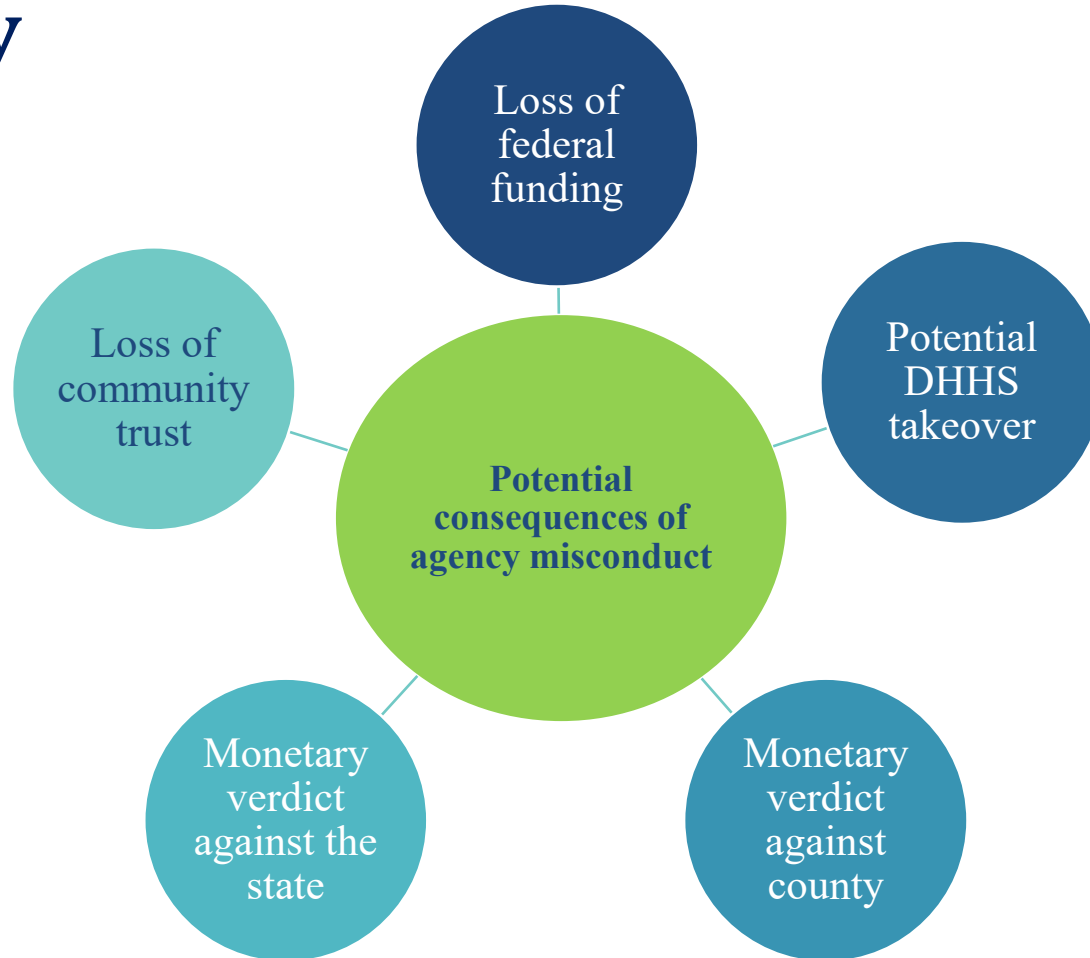 y
Loss of
federal
funding
Potential
DHHS
takeover
Monetary
verdict
against
county
Monetary
verdict
against the
state
Loss of
community
trust
Potential
consequences of
agency misconduct